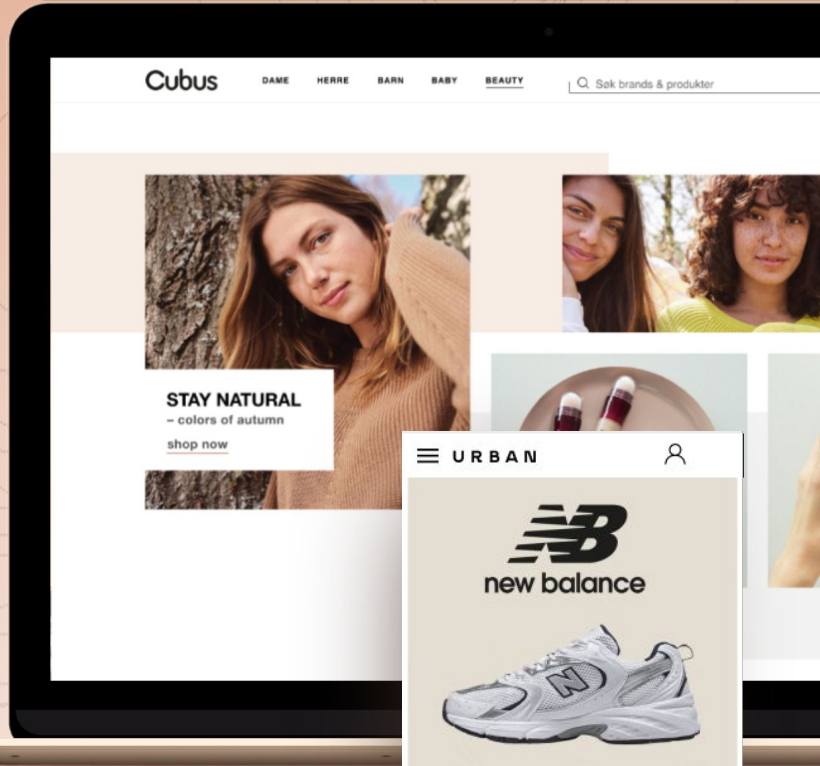 Cubus
DAME HERRE BARN BABY BEAUTY
Søk brands & produkter
STAY NATURAL
– colors of autumn
shop now
URBAN
NB
new balance
N